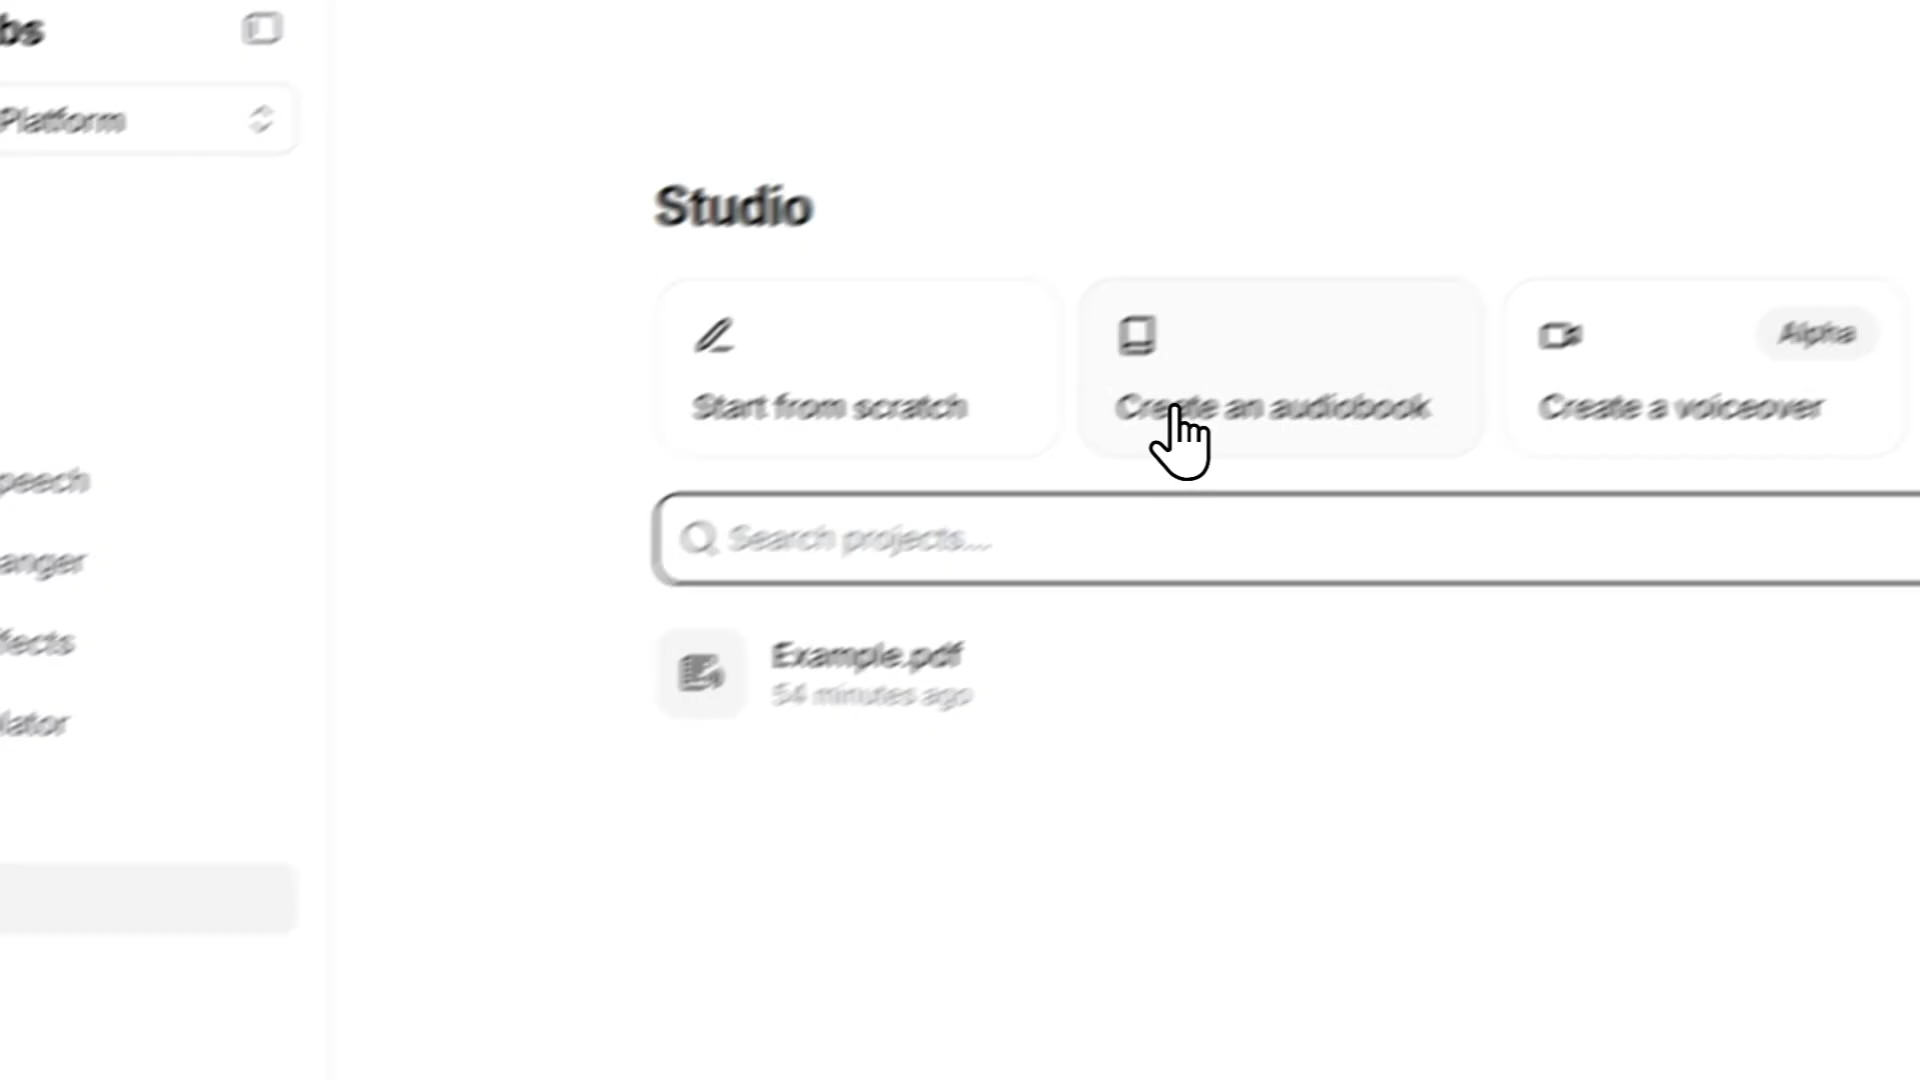 bs
Platform
Studio
Start from scratch
Create an audiobook
Alpha
Create a voiceover
peech
anger
Search projects...
fects
Example.pdf
54 minutes ago
lator